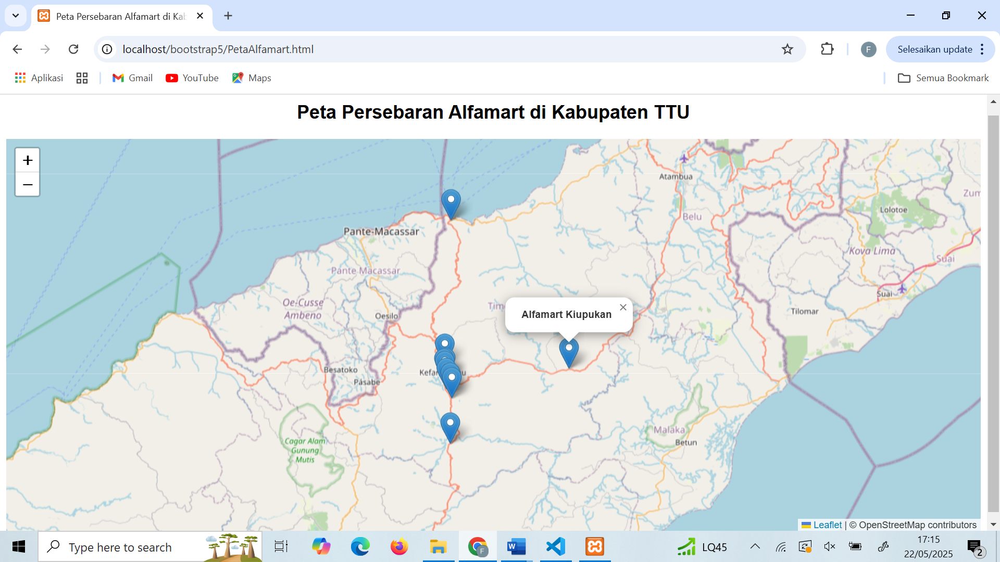 Peta Persebaran Alfamart di Kab
localhost/bootstrap5/PetaAlfamart.html
F
Selesaikan update
Aplikasi
Gmail
YouTube
Maps
Semua Bookmark
Peta Persebaran Alfamart di Kabupaten TTU
+
−
Atambua
Belu
Lolotoe
Zum
Pante-Macassar
Kova Lima
Suai
Pante Macassar
Suai
Oe-Cusse
Ambeno
Oesilo
Tim
Alfamart Kiupukan
×
Tilomar
Besatoko
Kefa
u
Pásabe
Malaka
Betun
Cagar Alam
Gunung
Mutis
Leaflet | © OpenStreetMap contributors
Type here to search
F
W
LQ45
17:15
22/05/2025
2